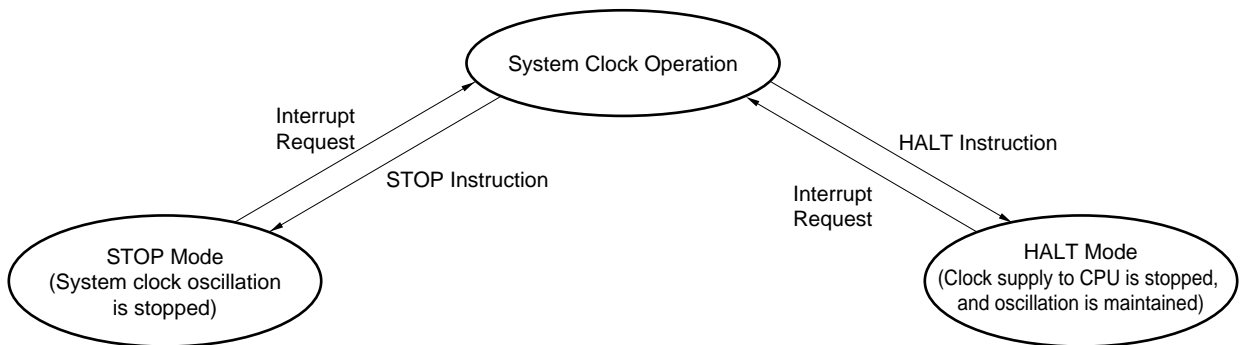 System Clock Operation
Interrupt
Request
STOP Instruction
HALT Instruction
Interrupt
Request
STOP Mode
(System clock oscillation
is stopped)
HALT Mode
(Clock supply to CPU is stopped,
and oscillation is maintained)